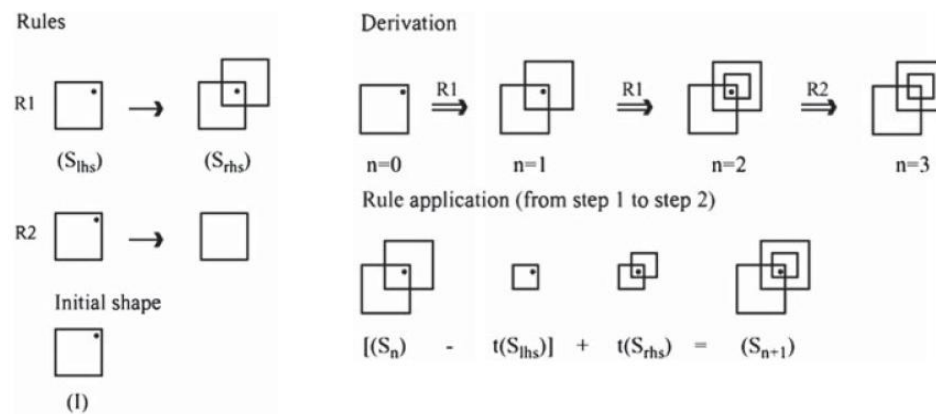 Rules
R1
(Slhs)
(Srhs)
R2
Initial shape
(I)
Derivation
R1
R1
R2
n=0
n=1
n=2
n=3
Rule application (from step 1 to step 2)
[(Sn) - t(Slhs)] + t(Srhs) = (Sn+1)